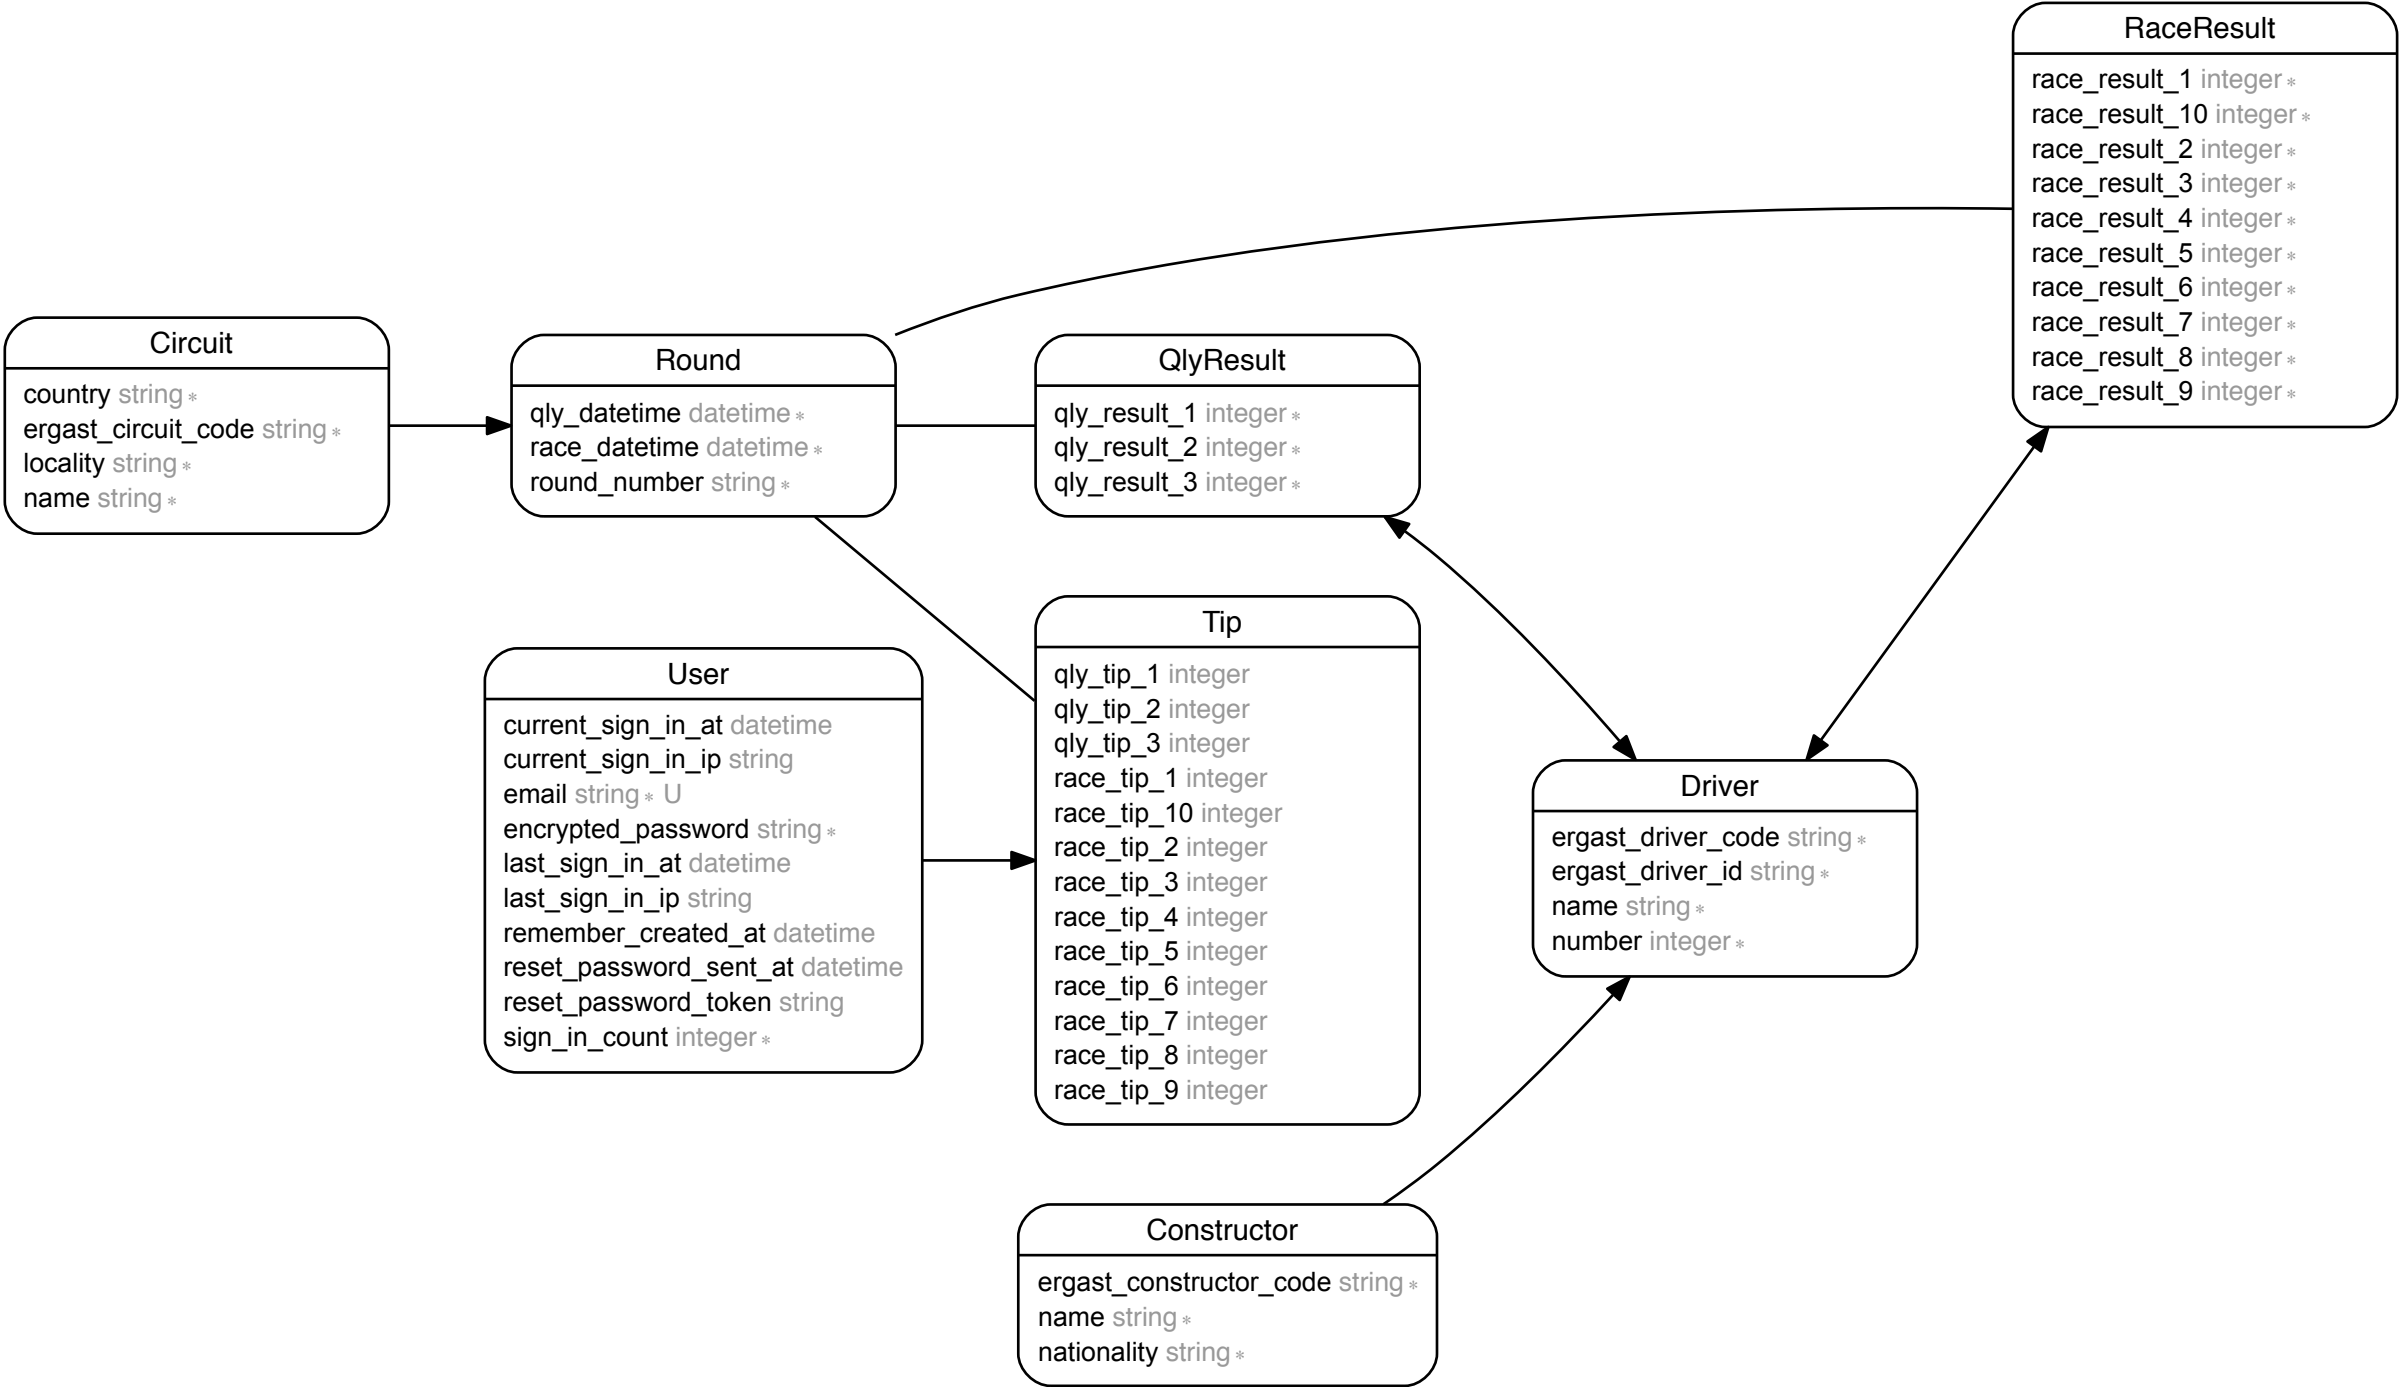 RaceResult
race_result_1 integer *
race_result_10 integer *
race_result_2 integer *
race_result_3 integer *
race_result_4 integer *
race_result_5 integer *
race_result_6 integer *
race_result_7 integer *
race_result_8 integer *
race_result_9 integer *
Circuit
country string *
ergast_circuit_code string *
locality string *
name string *
Round
qly_datetime datetime *
race_datetime datetime *
round_number string *
QlyResult
qly_result_1 integer *
qly_result_2 integer *
qly_result_3 integer *
User
current_sign_in_at datetime
current_sign_in_ip string
email string * U
encrypted_password string *
last_sign_in_at datetime
last_sign_in_ip string
remember_created_at datetime
reset_password_sent_at datetime
reset_password_token string
sign_in_count integer *
Tip
qly_tip_1 integer
qly_tip_2 integer
qly_tip_3 integer
race_tip_1 integer
race_tip_10 integer
race_tip_2 integer
race_tip_3 integer
race_tip_4 integer
race_tip_5 integer
race_tip_6 integer
race_tip_7 integer
race_tip_8 integer
race_tip_9 integer
Driver
ergast_driver_code string *
ergast_driver_id string *
name string *
number integer *
Constructor
ergast_constructor_code string *
name string *
nationality string *